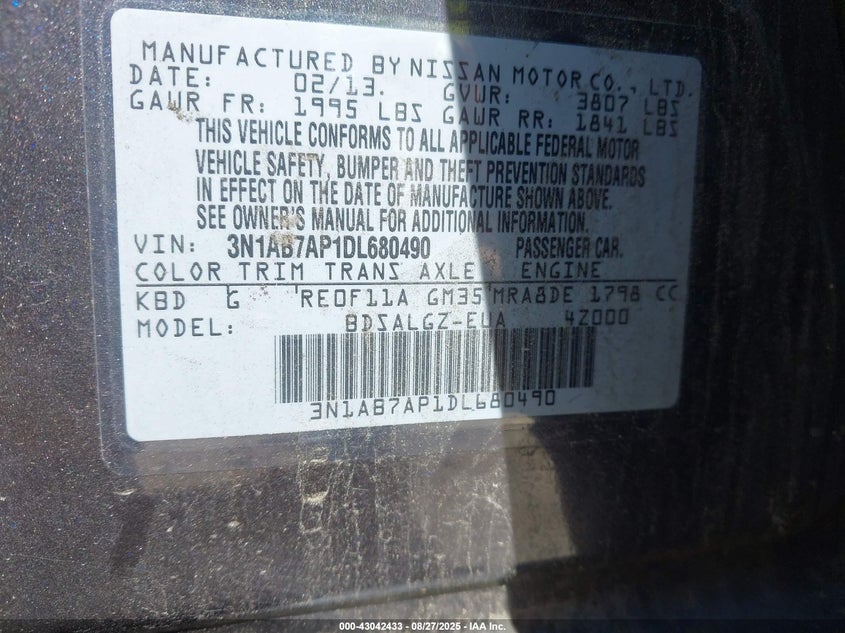 MANUFACTURED BY NISSAN MOTOR CO., LTD.
DATE: 02/13. GVWR: 3807 LBS
GAWR FR: 1995 LBS GAWR RR: 1841 LBS
THIS VEHICLE CONFORMS TO ALL APPLICABLE FEDERAL MOTOR
VEHICLE SAFETY, BUMPER AND THEFT PREVENTION STANDARDS
IN EFFECT ON THE DATE OF MANUFACTURE SHOWN ABOVE.
SEE OWNER'S MANUAL FOR ADDITIONAL INFORMATION.
VIN: 3N1AB7AP1DL680490 PASSENGER CAR.
COLOR TRIM TRANS AXLE ENGINE
KBD G RE0F11A GM35 MRA8DE 1798 CC
MODEL: BDSALGZ-EUA 4Z000
3N1AB7AP1DL680490
000-43042433 - 08/27/2025 - IAA Inc.